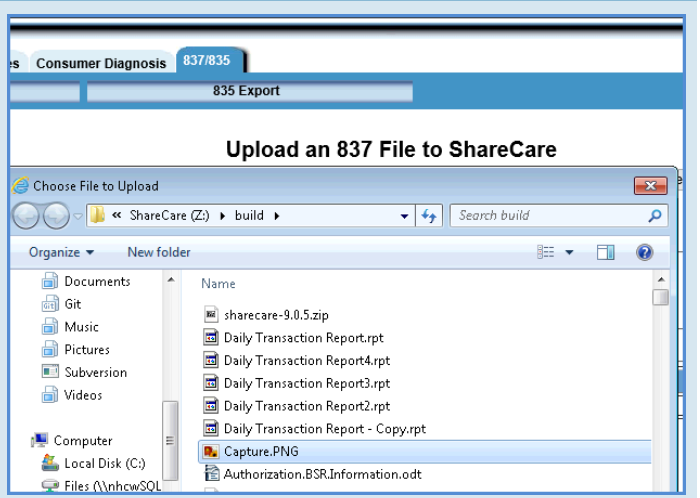 es Consumer Diagnosis 837/835
835 Export
Upload an 837 File to ShareCare
Choose File to Upload
« ShareCare (Z:) build Search build
Organize New folder
Documents
Git
Music
Pictures
Subversion
Videos
Computer
Local Disk (C:)
Files (\\nhcwSQL
Name
sharecare-9.0.5.zip
Daily Transaction Report.rpt
Daily Transaction Report4.rpt
Daily Transaction Report3.rpt
Daily Transaction Report2.rpt
Daily Transaction Report - Copy.rpt
Capture.PNG
Authorization.BSR.Information.odt